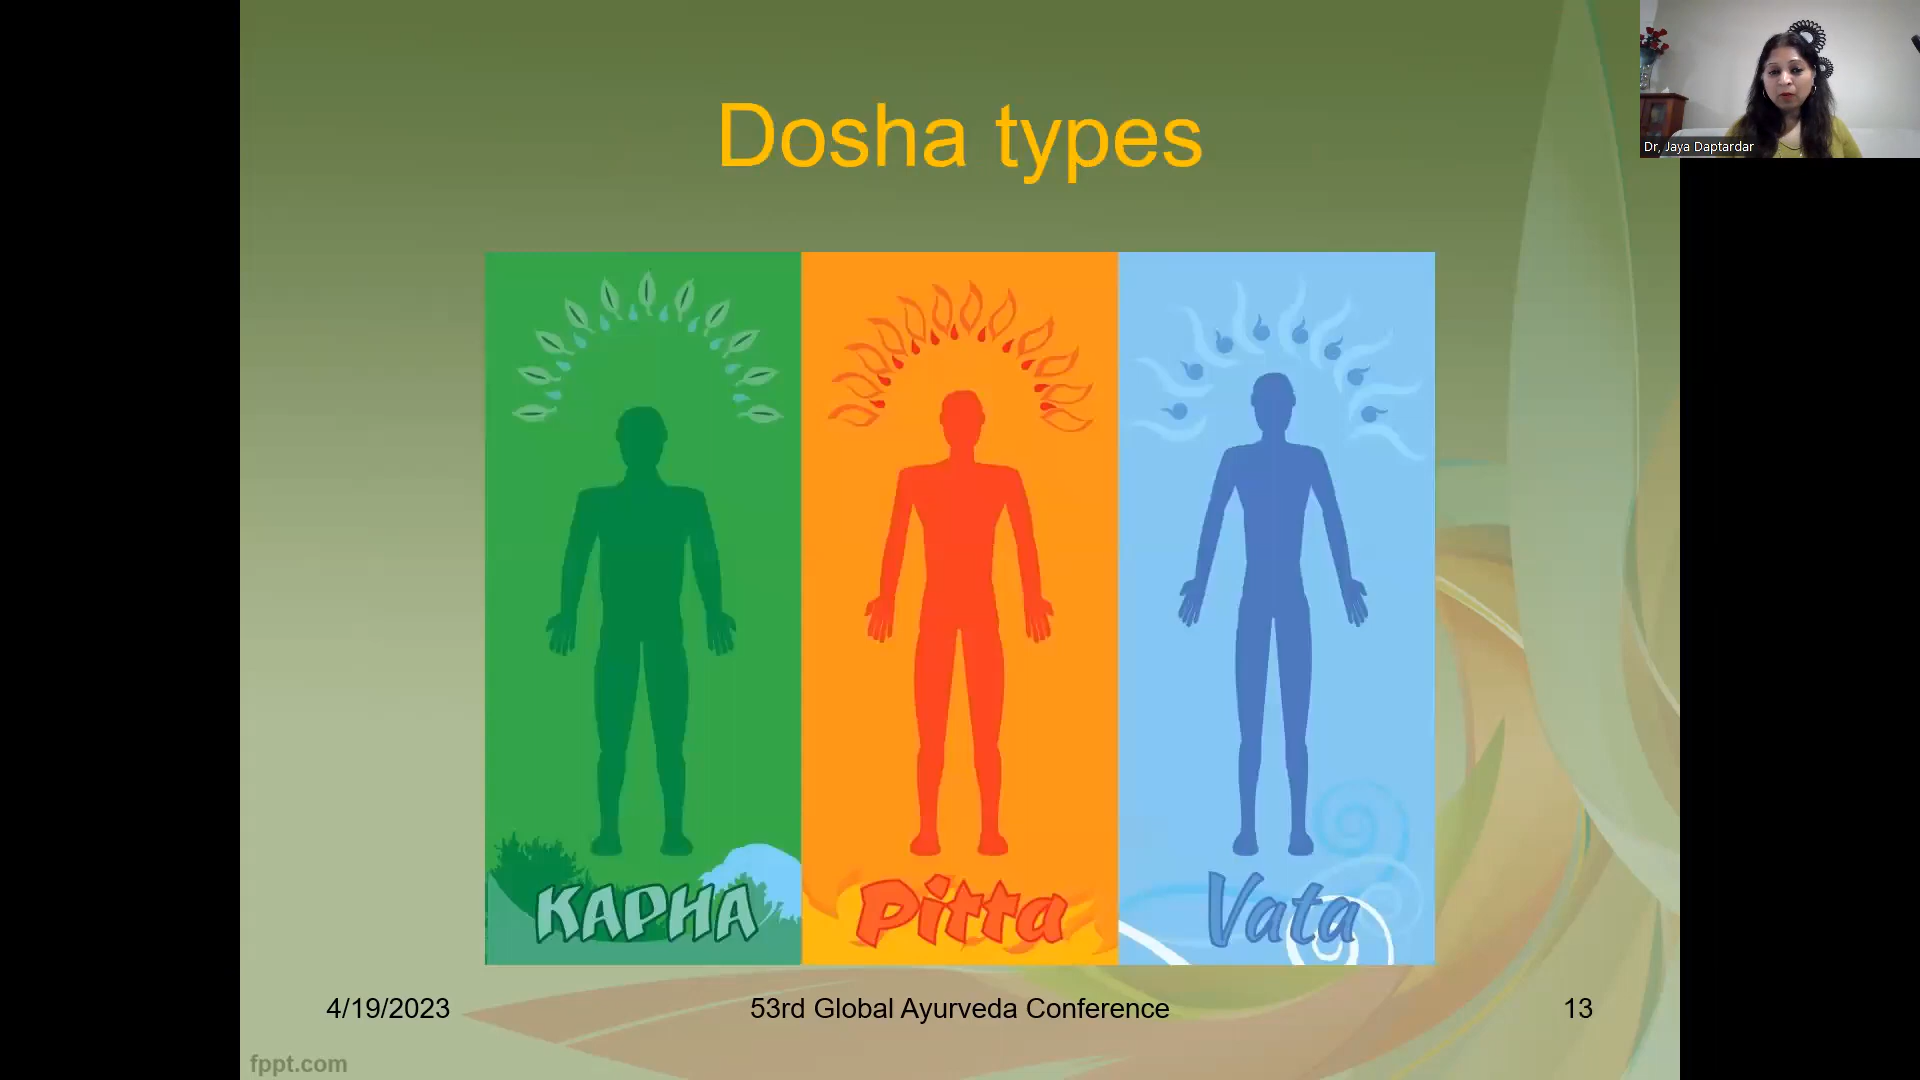 Dosha types
Dr, Jaya Daptardar
KAPHA
Pitta
Vata
4/19/2023
53rd Global Ayurveda Conference
13
fppt.com